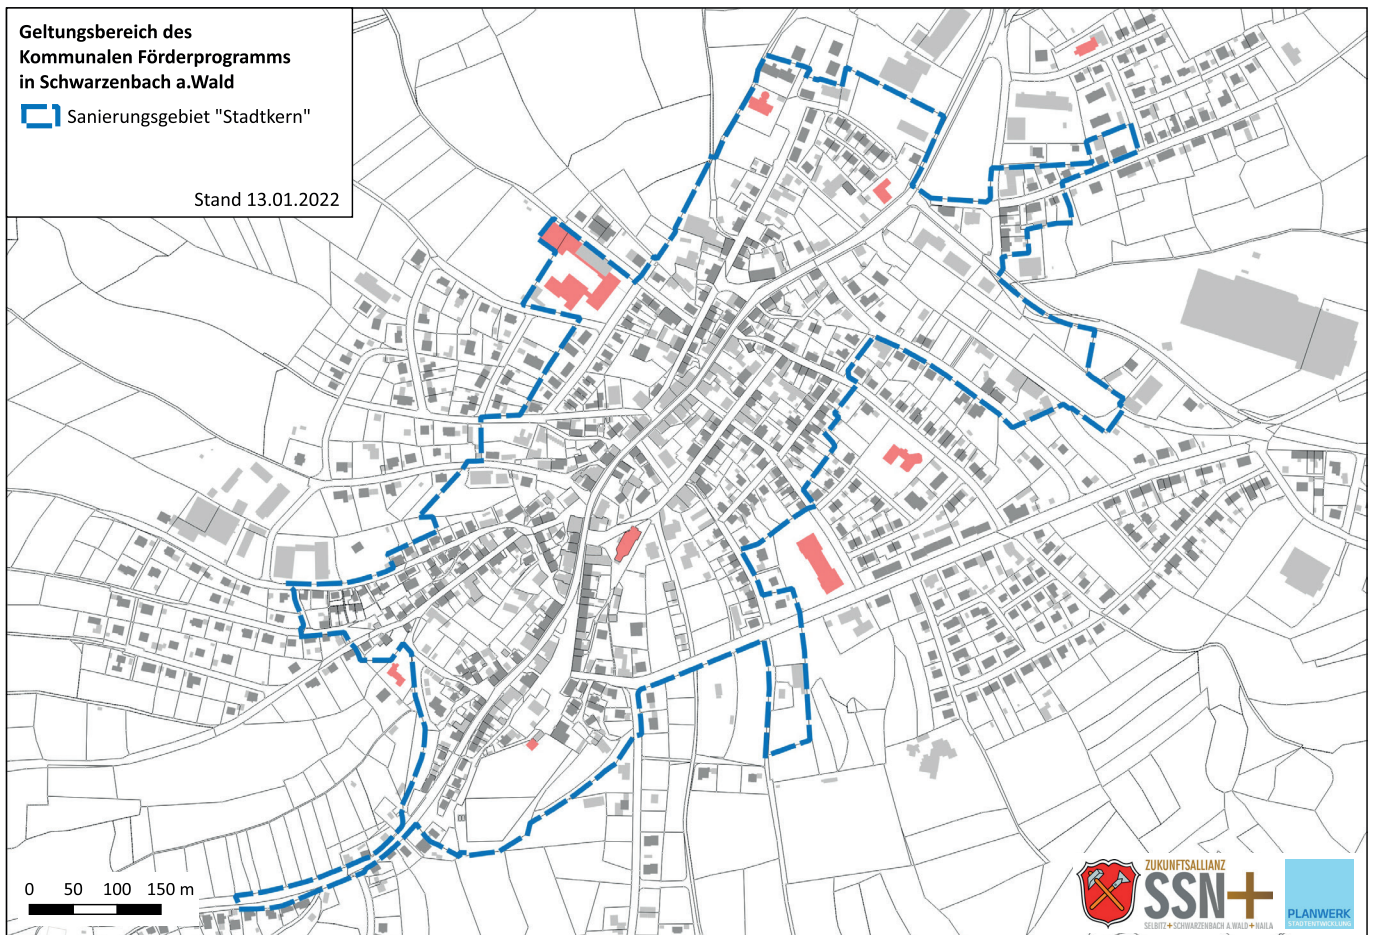 Geltungsbereich des
Kommunalen Förderprogramms
in Schwarzenbach a.Wald
Sanierungsgebiet "Stadtkern"
Stand 13.01.2022
0 50 100 150 m
ZUKUNFTSALLIANZ
SSN+
SELBITZ+SCHWARZENBACH A.WALD+NAILA
PLANWERK
STADTENTWICKLUNG